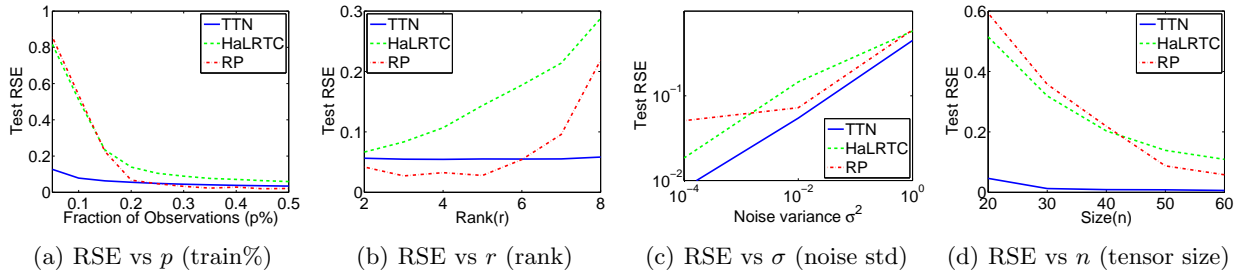 1
0.8
0.6
0.4
0.2
0
0.1 0.2 0.3 0.4 0.5
Test RSE
Fraction of Observations (p%)
TTN
HaLRTC
RP
(a) RSE vs p (train%)
0.3
0.2
0.1
0
2 4 6 8
Test RSE
Rank(r)
TTN
HaLRTC
RP
(b) RSE vs r (rank)
10⁻¹
10⁻²
10⁻⁴ 10⁻² 10⁰
Test RSE
Noise variance σ²
TTN
HaLRTC
RP
(c) RSE vs σ (noise std)
0.6
0.4
0.2
0
20 30 40 50 60
Test RSE
Size(n)
TTN
HaLRTC
RP
(d) RSE vs n (tensor size)